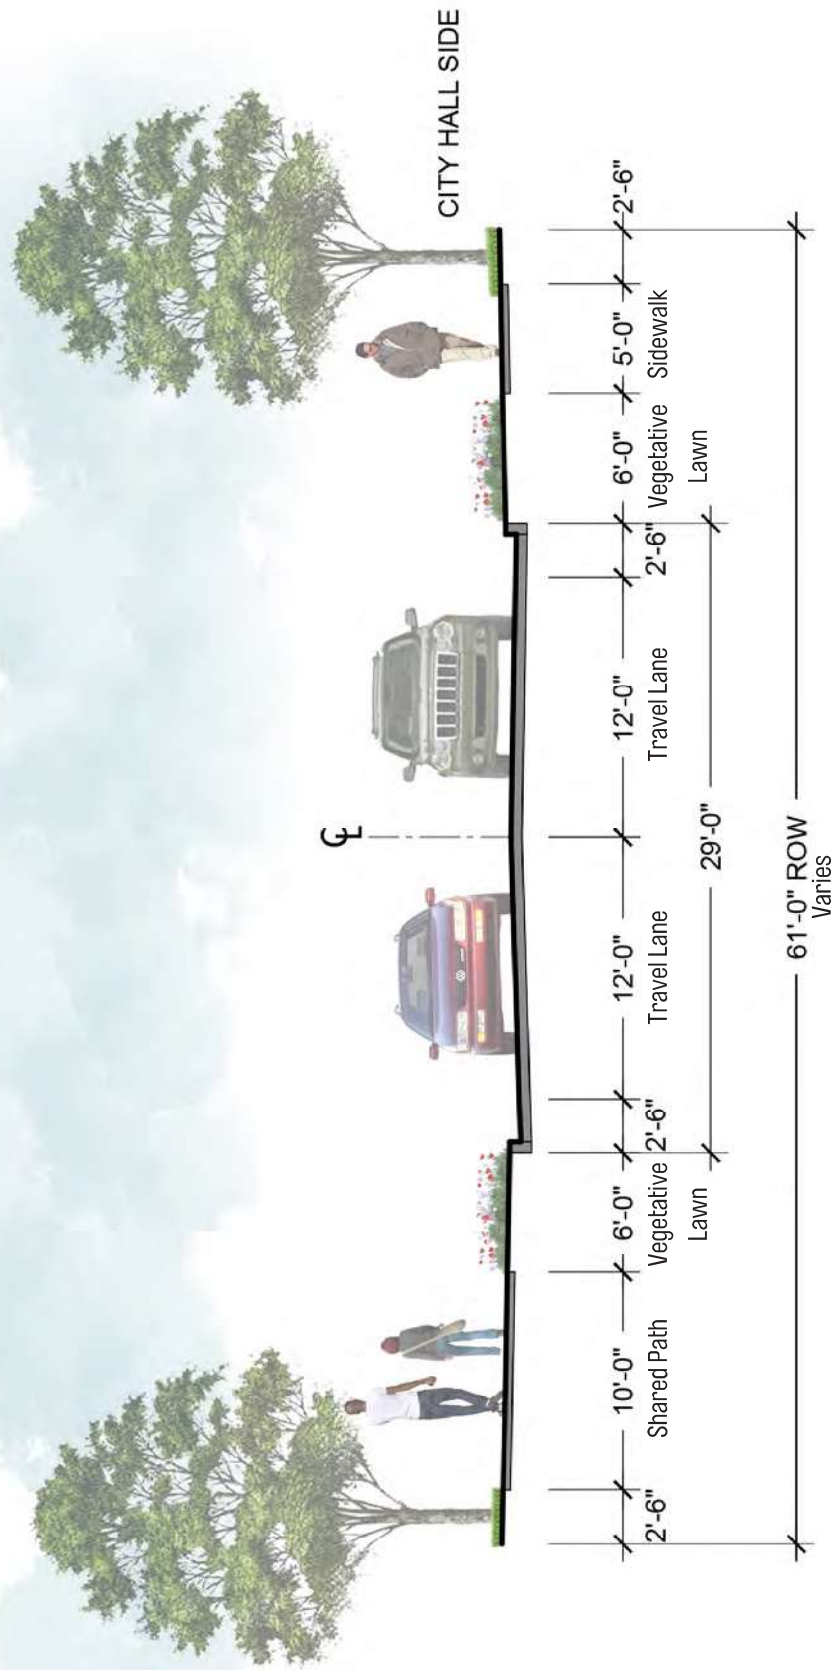 CITY HALL SIDE
℄
2'-6"
10'-0"
6'-0"
2'-6"
12'-0"
12'-0"
2'-6"
6'-0"
5'-0"
2'-6"
Shared Path
Vegetative
Lawn
Travel Lane
Travel Lane
Vegetative
Lawn
Sidewalk
29'-0"
61'-0" ROW
Varies